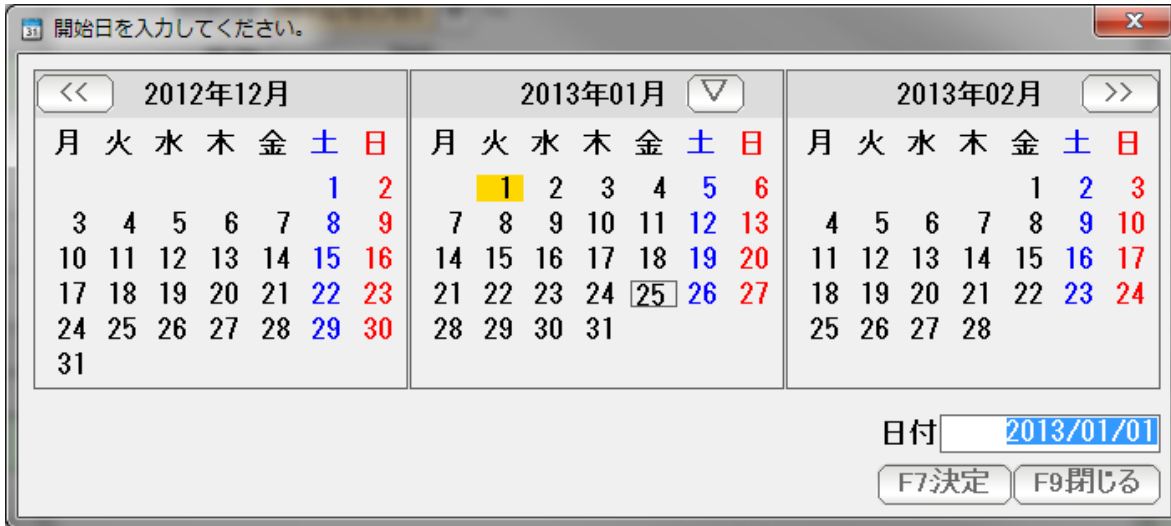 31 開始日を入力してください。 x
<< 2012年12月 2013年01月 ▽ 2013年02月 >>
月 火 水 木 金 土 日 月 火 水 木 金 土 日 月 火 水 木 金 土 日
1 2 1 2 3 4 5 6 1 2 3
3 4 5 6 7 8 9 7 8 9 10 11 12 13 4 5 6 7 8 9 10
10 11 12 13 14 15 16 14 15 16 17 18 19 20 11 12 13 14 15 16 17
17 18 19 20 21 22 23 21 22 23 24 25 26 27 18 19 20 21 22 23 24
24 25 26 27 28 29 30 28 29 30 31 25 26 27 28
31
日付 2013/01/01
F7:決定 F9閉じる